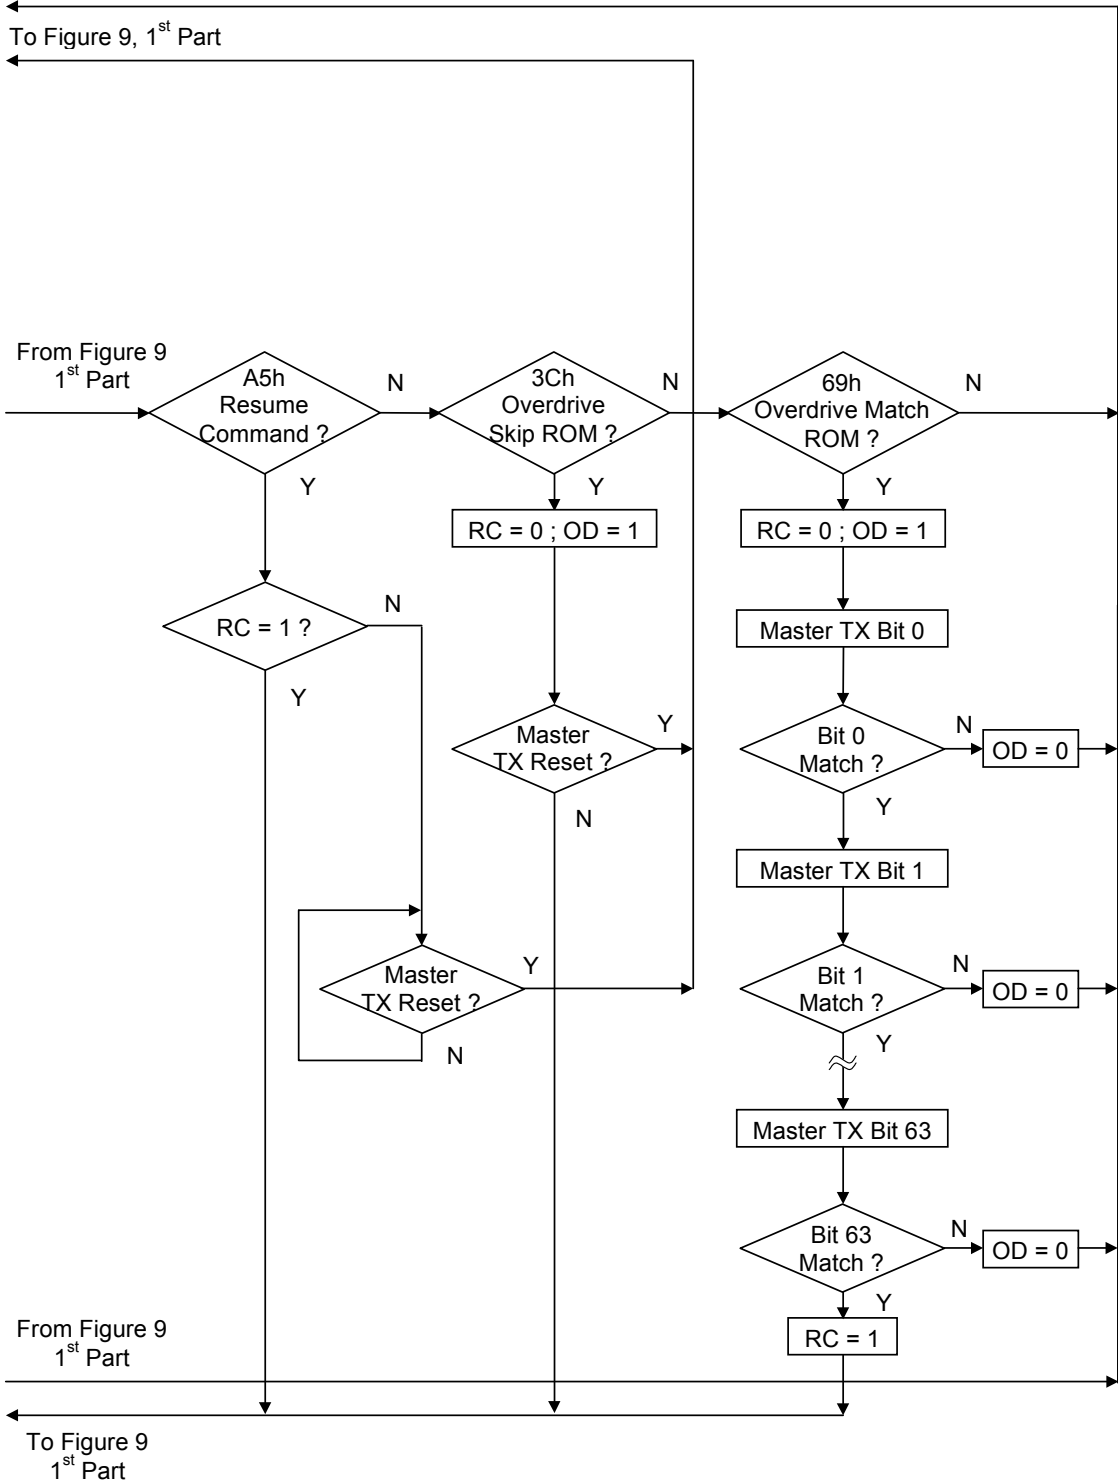 To Figure 9, 1st Part
From Figure 9
1st Part
A5h
Resume
Command ?
N
Y
3Ch
Overdrive
Skip ROM ?
N
Y
69h
Overdrive Match
ROM ?
N
Y
RC = 0 ; OD = 1
RC = 0 ; OD = 1
RC = 1 ?
N
Y
Master TX Bit 0
Master
TX Reset ?
Y
N
Bit 0
Match ?
N
OD = 0
Y
Master TX Bit 1
Master
TX Reset ?
Y
N
Bit 1
Match ?
N
OD = 0
Y
Master TX Bit 63
Bit 63
Match ?
N
OD = 0
Y
RC = 1
From Figure 9
1st Part
To Figure 9
1st Part